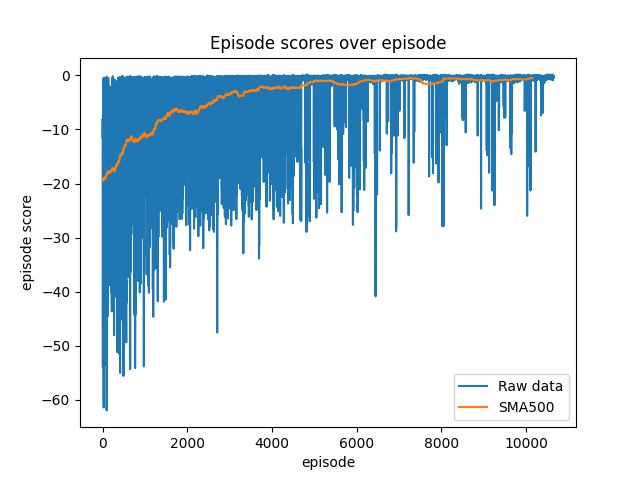 Episode scores over episode
0
−10
−20
−30
−40
−50
−60
episode score
0
2000
4000
6000
8000
10000
episode
Raw data
SMA500